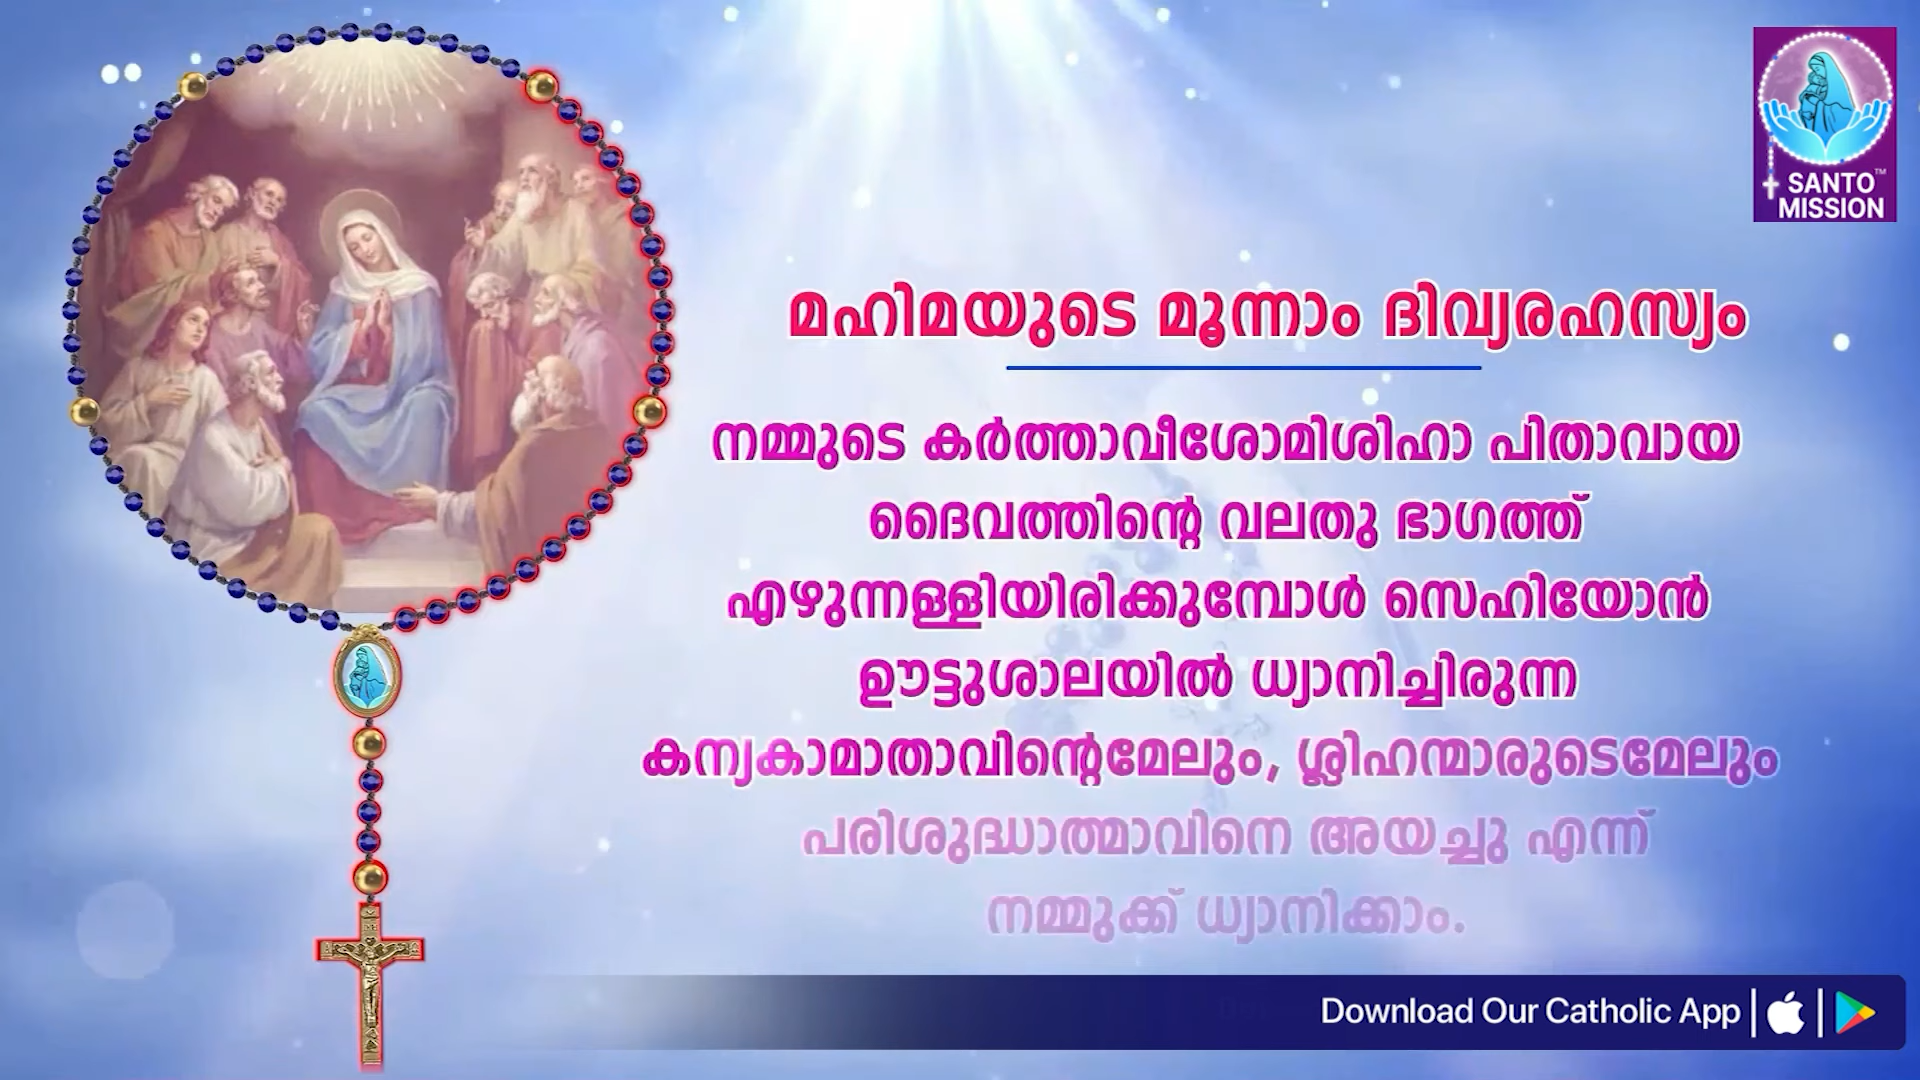 SANTO™
MISSION
മഹിമയുടെ മൂന്നാം ദിവ്യരഹസ്യം
നമ്മുടെ കർത്താവീശോമിശിഹാ പിതാവായ
ദൈവത്തിന്റെ വലതു ഭാഗത്ത്
എഴുന്നള്ളിയിരിക്കുമ്പോൾ സെഹിയോൻ
ഊട്ടുശാലയിൽ ധ്യാനിച്ചിരുന്ന
കന്യകാമാതാവിന്റെമേലും, ശ്ലിഹന്മാരുടെമേലും
പരിശുദ്ധാത്മാവിനെ അയച്ചു എന്ന്
നമ്മുക്ക് ധ്യാനിക്കാം.
Download Our Catholic App